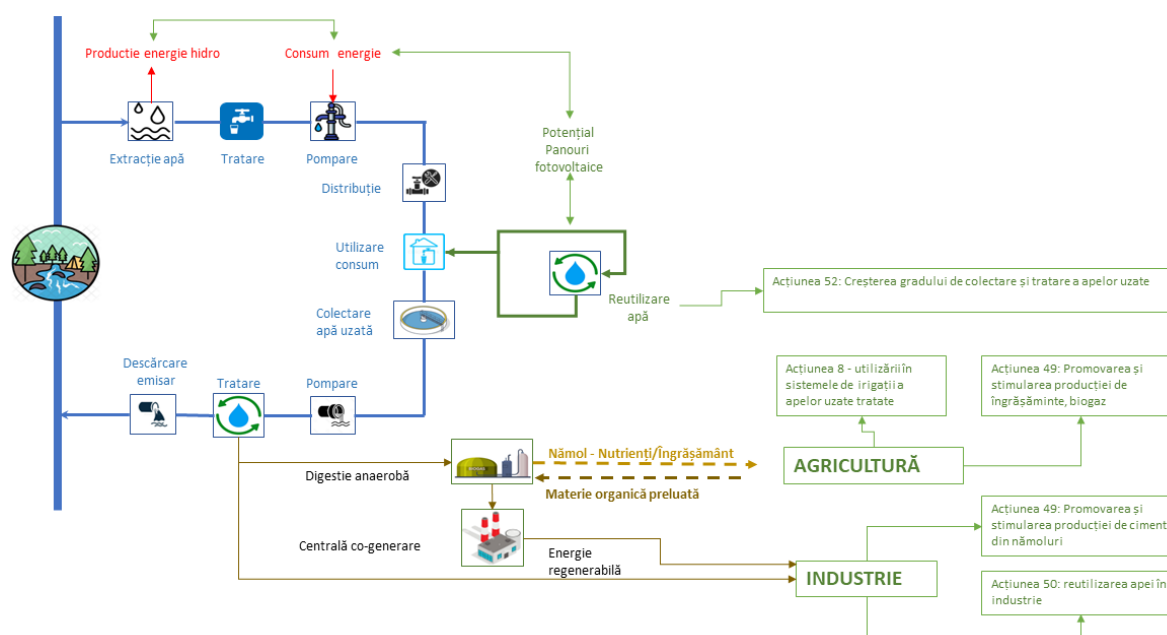 Productie energie hidro
Consum energie
Extracție apă
Tratare
Pompare
Potențial
Panouri
fotovoltaice
Distribuție
Utilizare
consum
Colectare
apă uzată
Reutilizare
apă
Acțiunea 52: Creșterea gradului de colectare și tratare a apelor uzate
Descărcare
emisar
Tratare
Pompare
Acțiunea 8 - utilizării în
sistemele de irigații a
apelor uzate tratate
Acțiunea 49: Promovarea și
stimularea producției de
îngrășăminte, biogaz
Digestie anaerobă
Nămol - Nutrienți/Îngrășământ
Materie organică preluată
AGRICULTURĂ
Centrală co-generare
Energie
regenerabilă
INDUSTRIE
Acțiunea 49: Promovarea și
stimularea producției de ciment
din nămoluri
Acțiunea 50: reutilizarea apei în
industrie